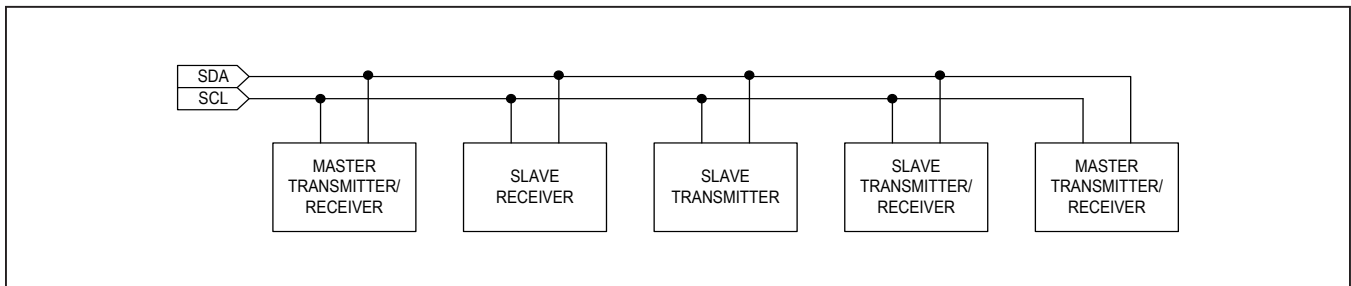 SDA
SCL
MASTER
TRANSMITTER/
RECEIVER
SLAVE
RECEIVER
SLAVE
TRANSMITTER
SLAVE
TRANSMITTER/
RECEIVER
MASTER
TRANSMITTER/
RECEIVER